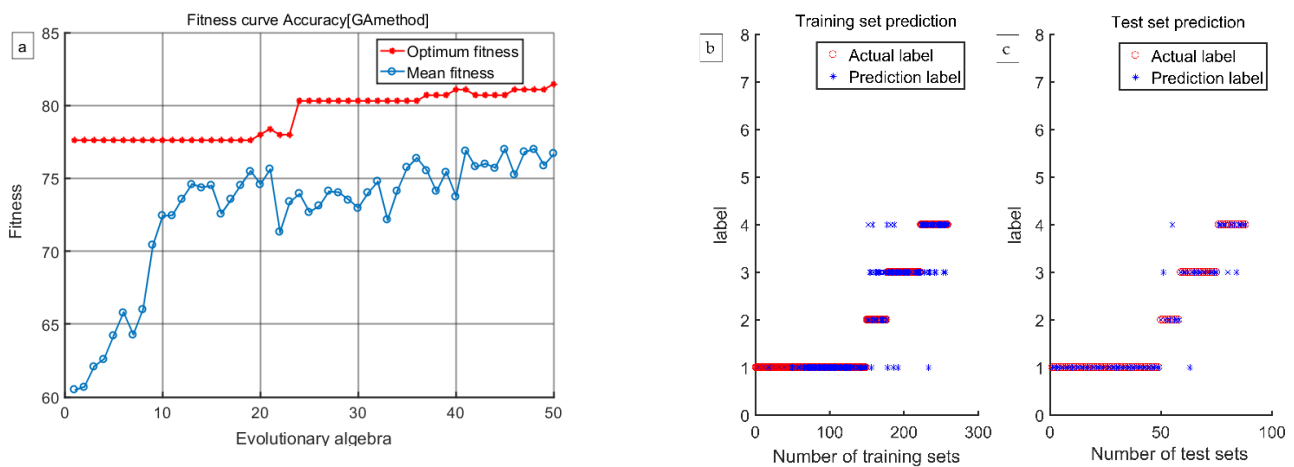 Fitness curve Accuracy[GAmethod]
a
85
80
75
70
65
60
Fitness
Optimum fitness
Mean fitness
0 10 20 30 40 50
Evolutionary algebra
Training set prediction
b
8
7
6
5
4
3
2
1
0
label
Actual label
Prediction label
0 100 200 300
Number of training sets
Test set prediction
c
8
7
6
5
4
3
2
1
0
label
Actual label
Prediction label
0 50 100
Number of test sets